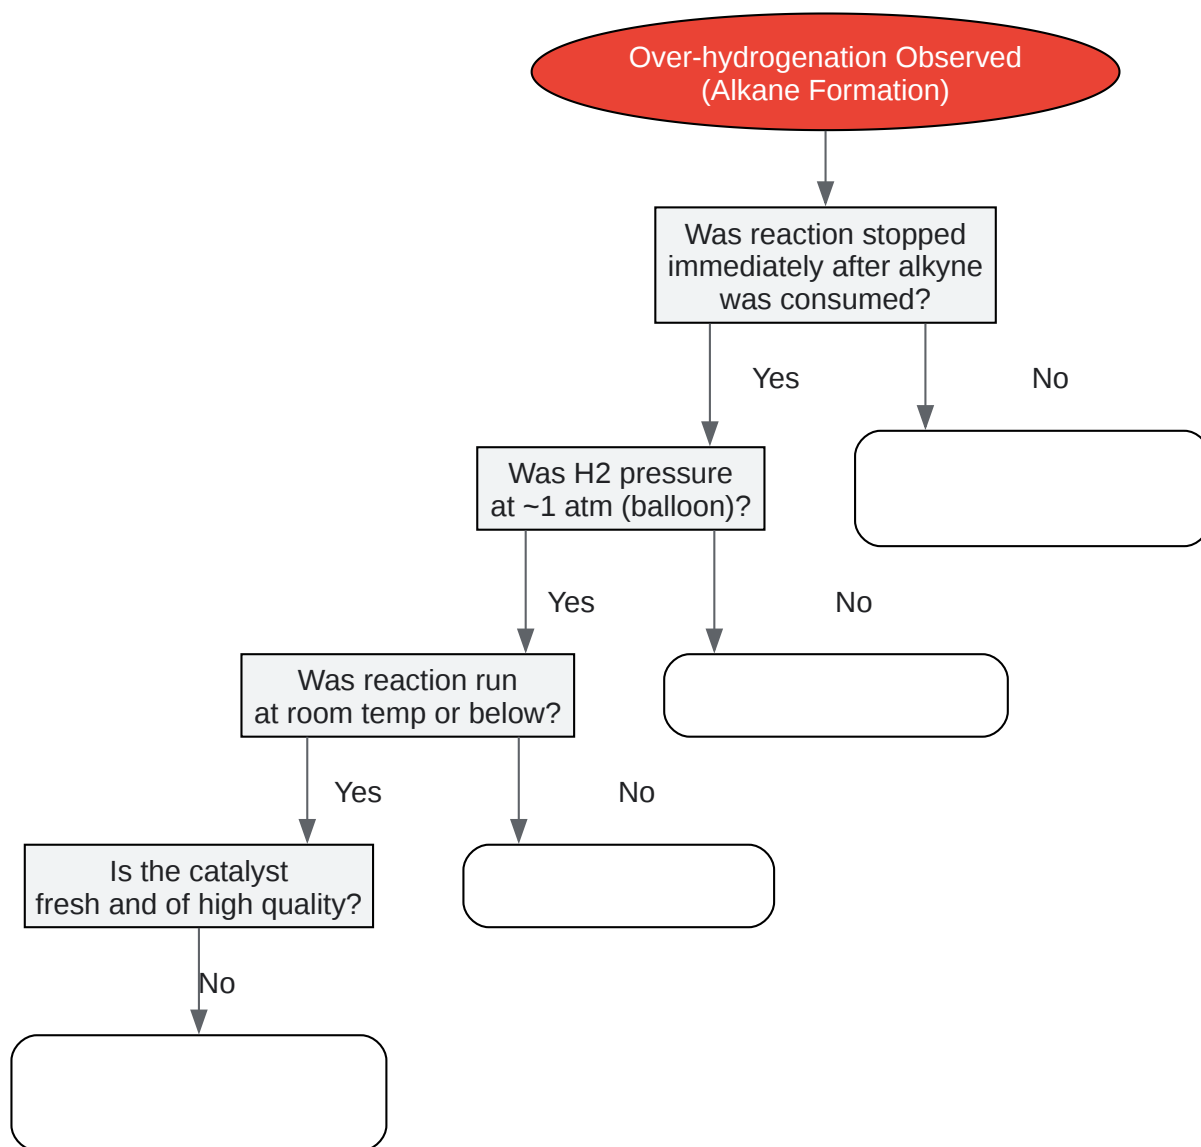 Over-hydrogenation Observed
(Alkane Formation)
Was reaction stopped
immediately after alkyne
was consumed?
Yes
No
Was H2 pressure
at ~1 atm (balloon)?
Yes
No
Was reaction run
at room temp or below?
Yes
No
Is the catalyst
fresh and of high quality?
No